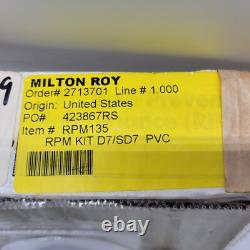 9
MILTON ROY
Order# 2713701 Line # 1.000
Origin: United States
PO# 423867RS
Item # RPM135
RPM KIT D7/SD7 PVC